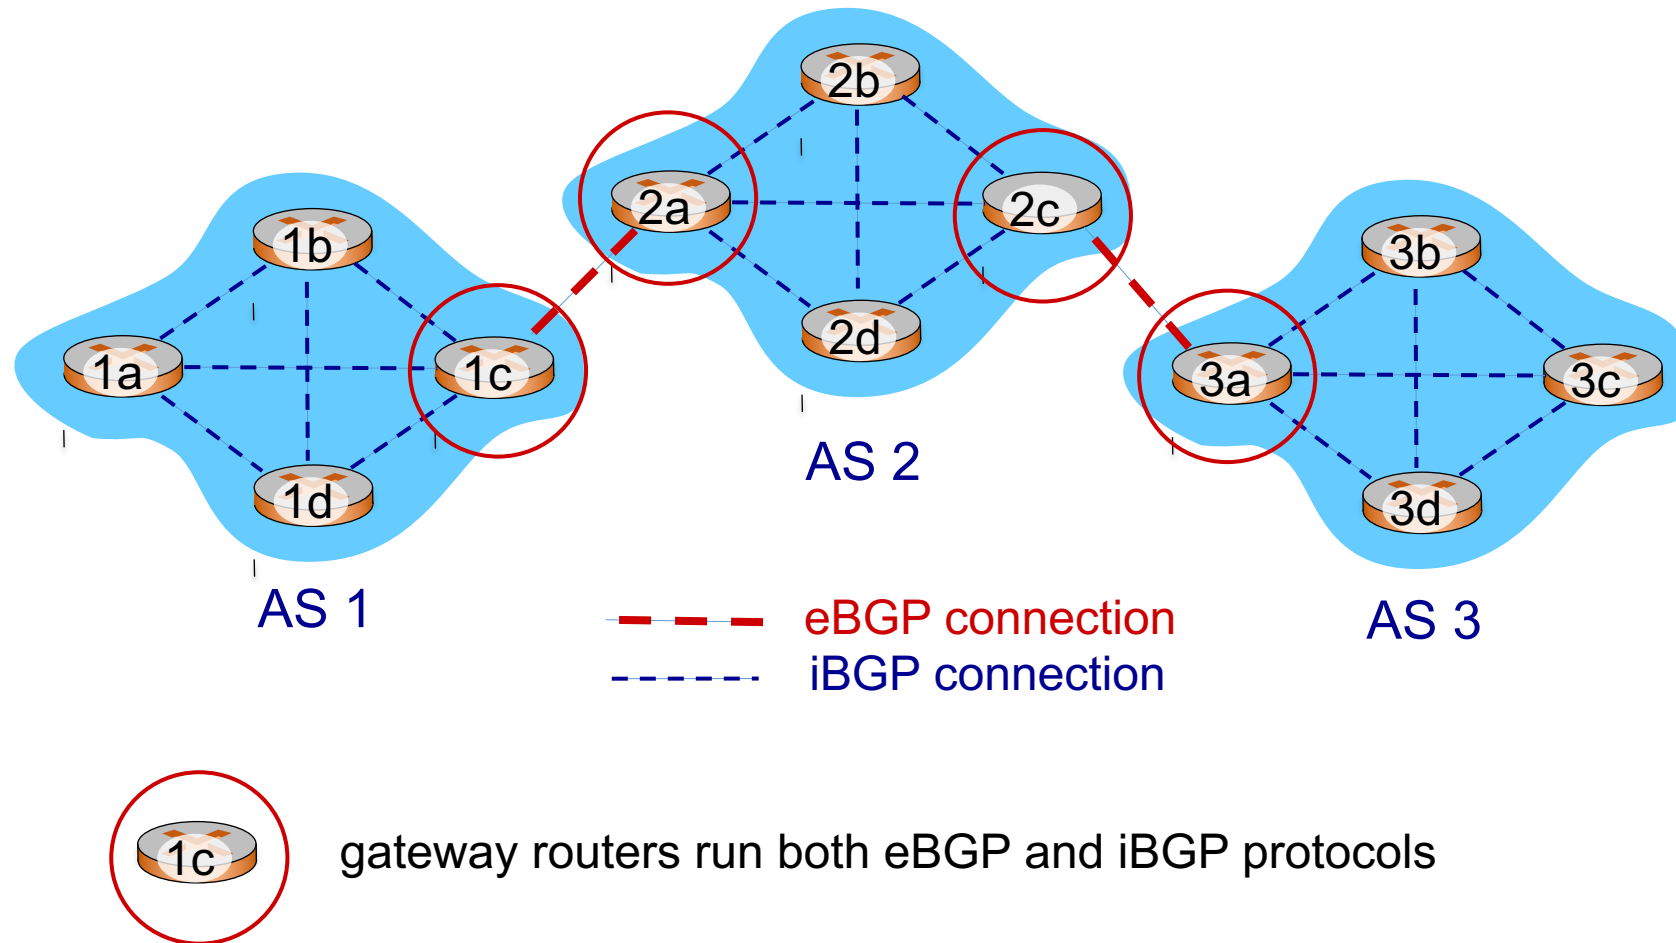 2b
2a
2c
1b
3b
2d
1a
1c
3a
3c
AS 2
1d
3d
AS 1
eBGP connection
AS 3
iBGP connection
1c
gateway routers run both eBGP and iBGP protocols